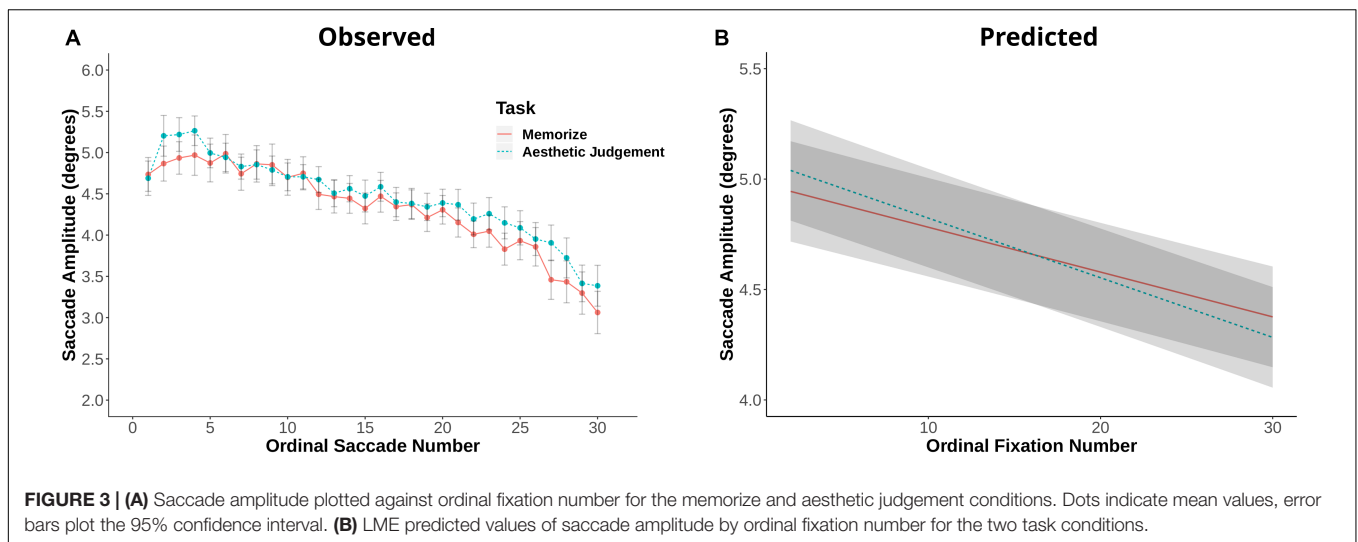 A
Observed
Saccade Amplitude (degrees)
6.0
5.5
5.0
4.5
4.0
3.5
3.0
2.5
2.0
Task
Memorize
Aesthetic Judgement
0 5 10 15 20 25 30
Ordinal Saccade Number
B
Predicted
Saccade Amplitude (degrees)
5.5
5.0
4.5
4.0
10 20 30
Ordinal Fixation Number
FIGURE 3 | (A) Saccade amplitude plotted against ordinal fixation number for the memorize and aesthetic judgement conditions. Dots indicate mean values, error
bars plot the 95% confidence interval. (B) LME predicted values of saccade amplitude by ordinal fixation number for the two task conditions.